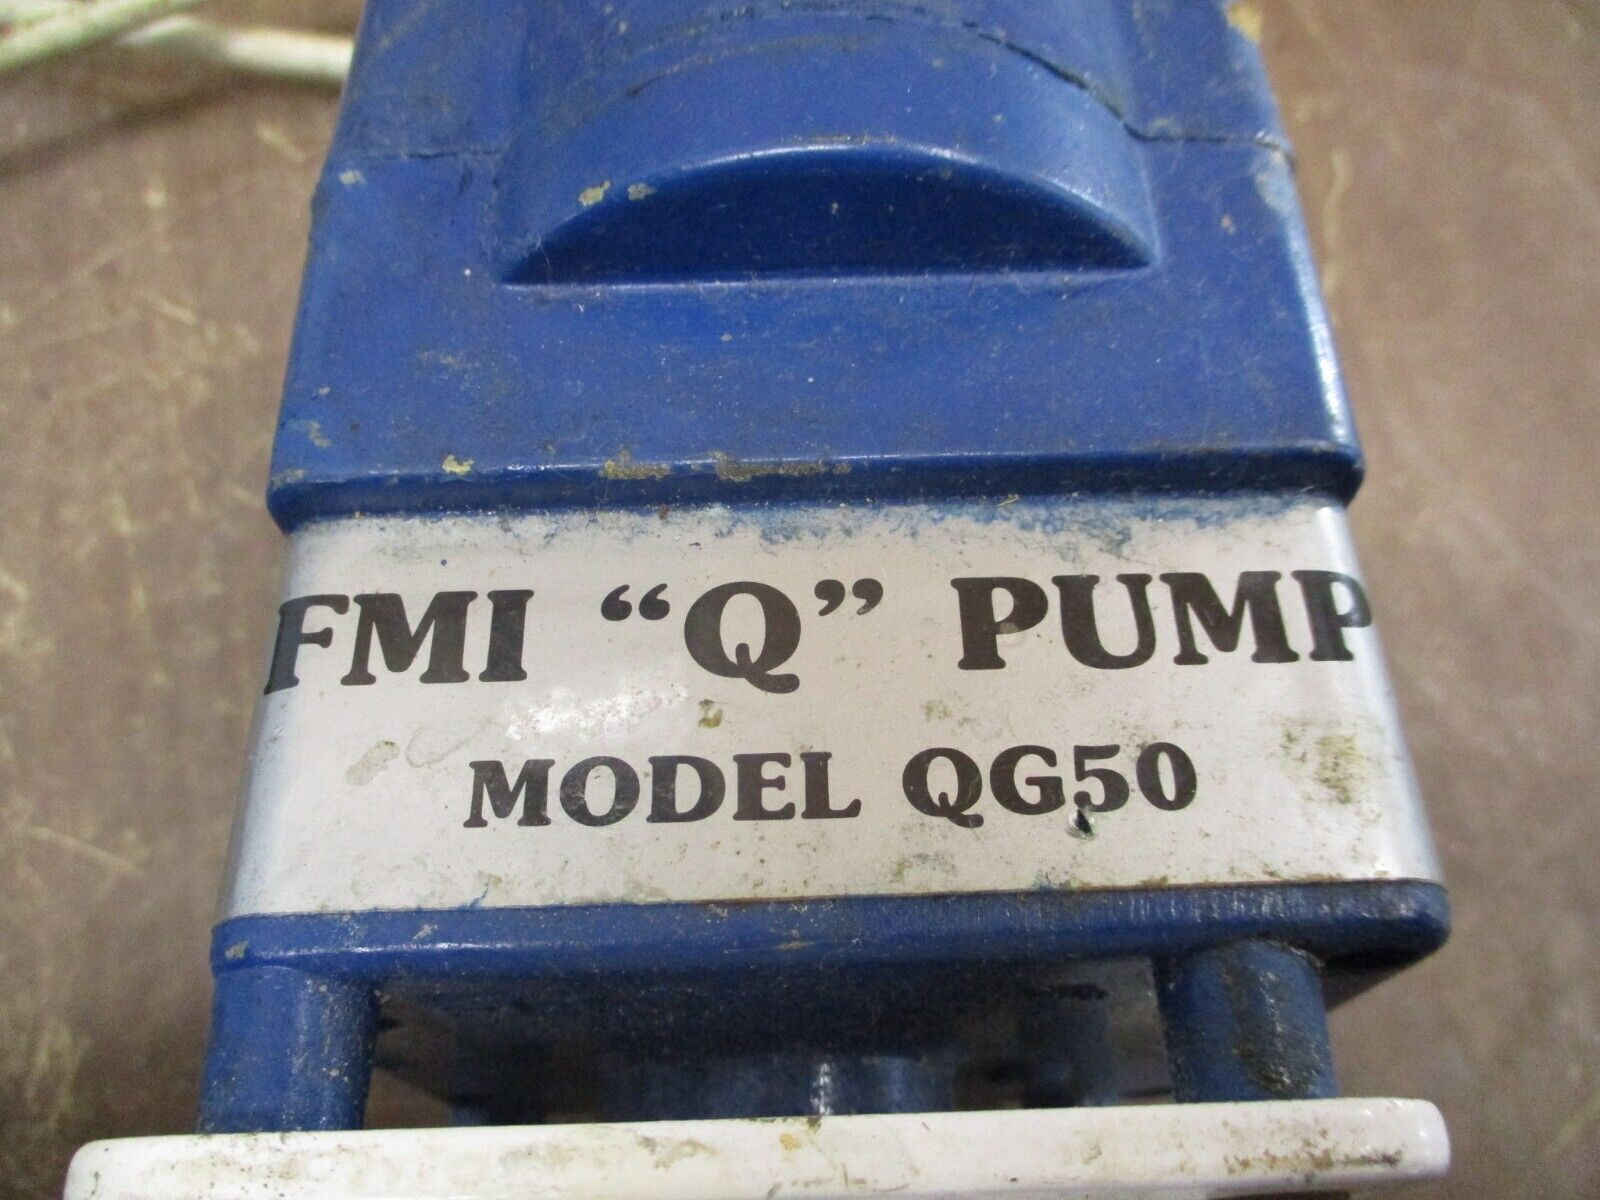 FMI “Q” PUMP
MODEL QG50